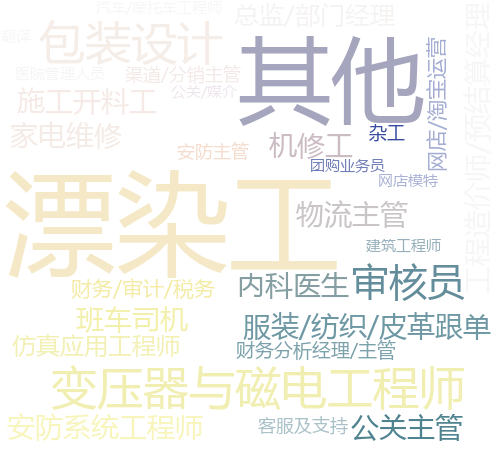 汽车/摩托车工程师
总监/部门经理
翻译
包装设计
其他
网店/淘宝运营
工程造价师/预结算经理
医院管理人员
渠道/分销主管
公关/媒介
施工开料工
家电维修
杂工
机修工
安防主管
团购业务员
网店模特
漂染工
物流主管
建筑工程师
财务/审计/税务
内科医生
审核员
班车司机
服装/纺织/皮革跟单
仿真应用工程师
财务分析经理/主管
变压器与磁电工程师
安防系统工程师
客服及支持
公关主管